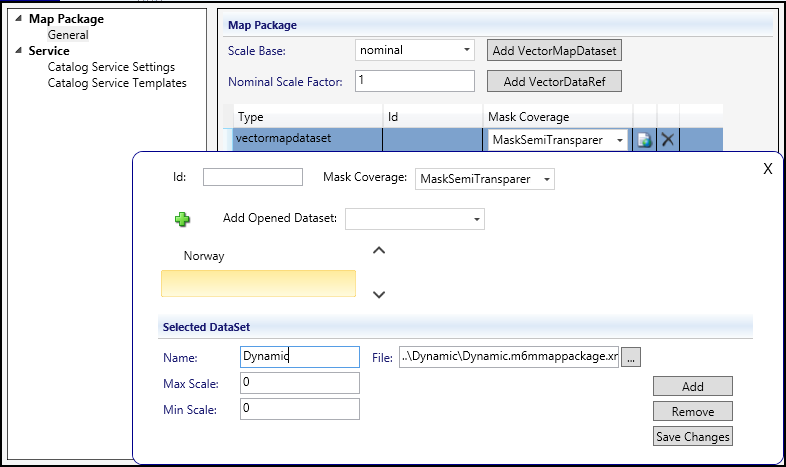 Map Package
General
Service
Catalog Service Settings
Catalog Service Templates
Map Package
Scale Base: nominal Add VectorMapDataset
Nominal Scale Factor: 1 Add VectorDataRef
Type Id Mask Coverage
vectormapdataset MaskSemiTransparer
X
Id: Mask Coverage: MaskSemiTransparer
Add Opened Dataset:
Norway
Selected DataSet
Name: Dynamic File: ..\Dynamic\Dynamic.m6mmappackage.xr ...
Max Scale: 0
Add
Min Scale: 0
Remove
Save Changes